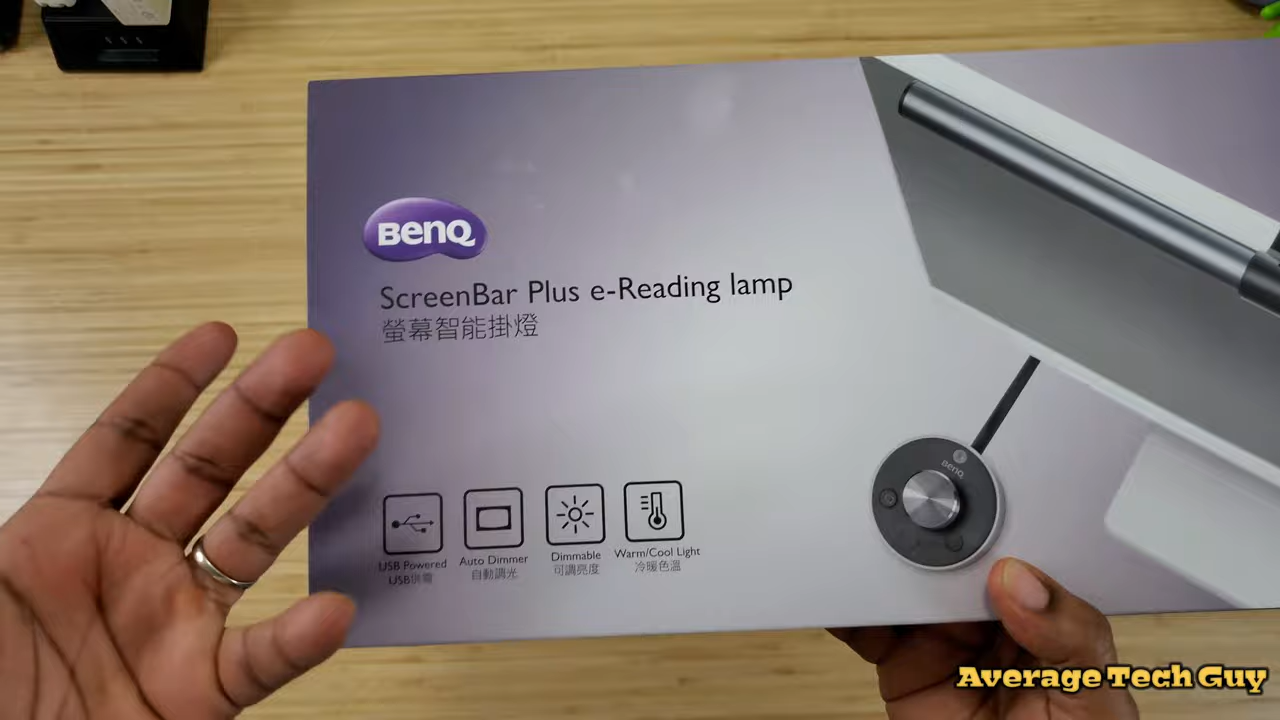 BenQ
ScreenBar Plus e-Reading lamp
螢幕智能掛燈
USB Powered
USB供電
Auto Dimmer
自動調光
Dimmable
可調亮度
Warm/Cool Light
冷暖色溫
BenQ
Average Tech Guy